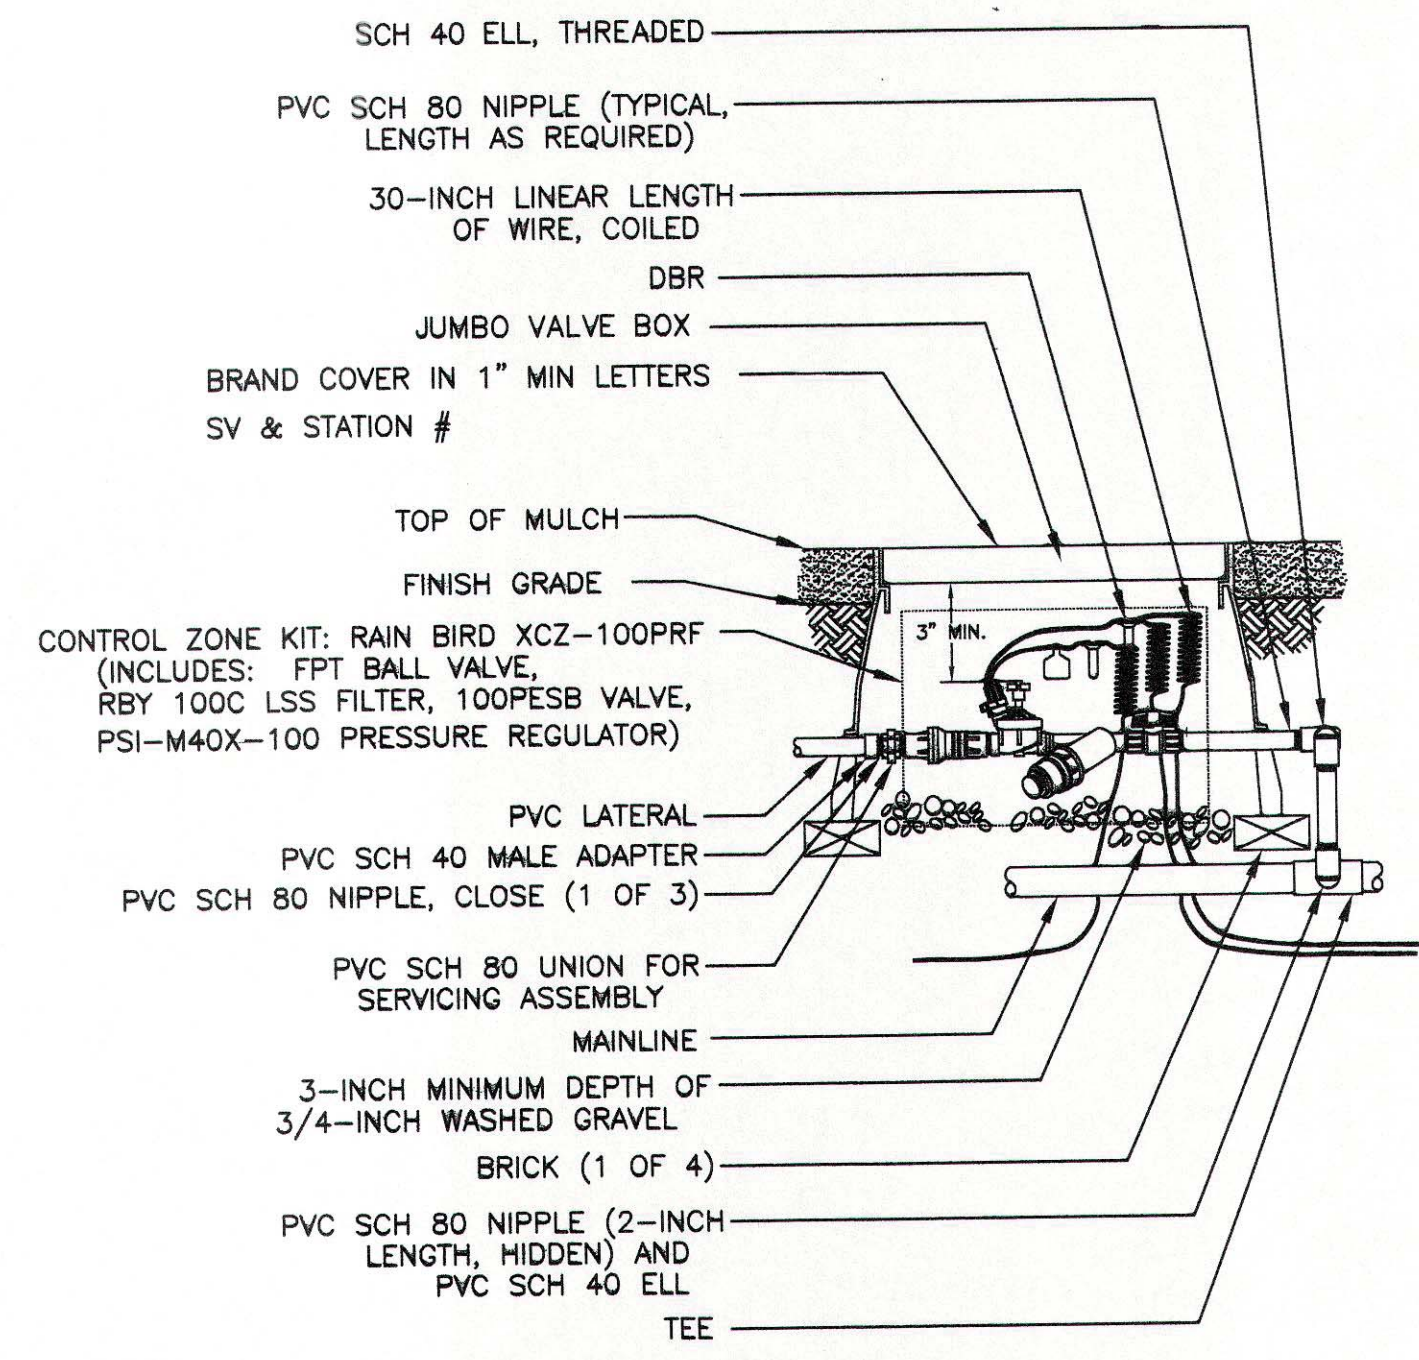 SCH 40 ELL, THREADED
PVC SCH 80 NIPPLE (TYPICAL,
LENGTH AS REQUIRED)
30-INCH LINEAR LENGTH
OF WIRE, COILED
DBR
JUMBO VALVE BOX
BRAND COVER IN 1" MIN LETTERS
SV & STATION #
TOP OF MULCH
FINISH GRADE
3" MIN.
CONTROL ZONE KIT: RAIN BIRD XCZ-100PRF
(INCLUDES: FPT BALL VALVE,
RBY 100C LSS FILTER, 100PESB VALVE,
PSI-M40X-100 PRESSURE REGULATOR)
PVC LATERAL
PVC SCH 40 MALE ADAPTER
PVC SCH 80 NIPPLE, CLOSE (1 OF 3)
PVC SCH 80 UNION FOR
SERVICING ASSEMBLY
MAINLINE
3-INCH MINIMUM DEPTH OF
3/4-INCH WASHED GRAVEL
BRICK (1 OF 4)
PVC SCH 80 NIPPLE (2-INCH
LENGTH, HIDDEN) AND
PVC SCH 40 ELL
TEE